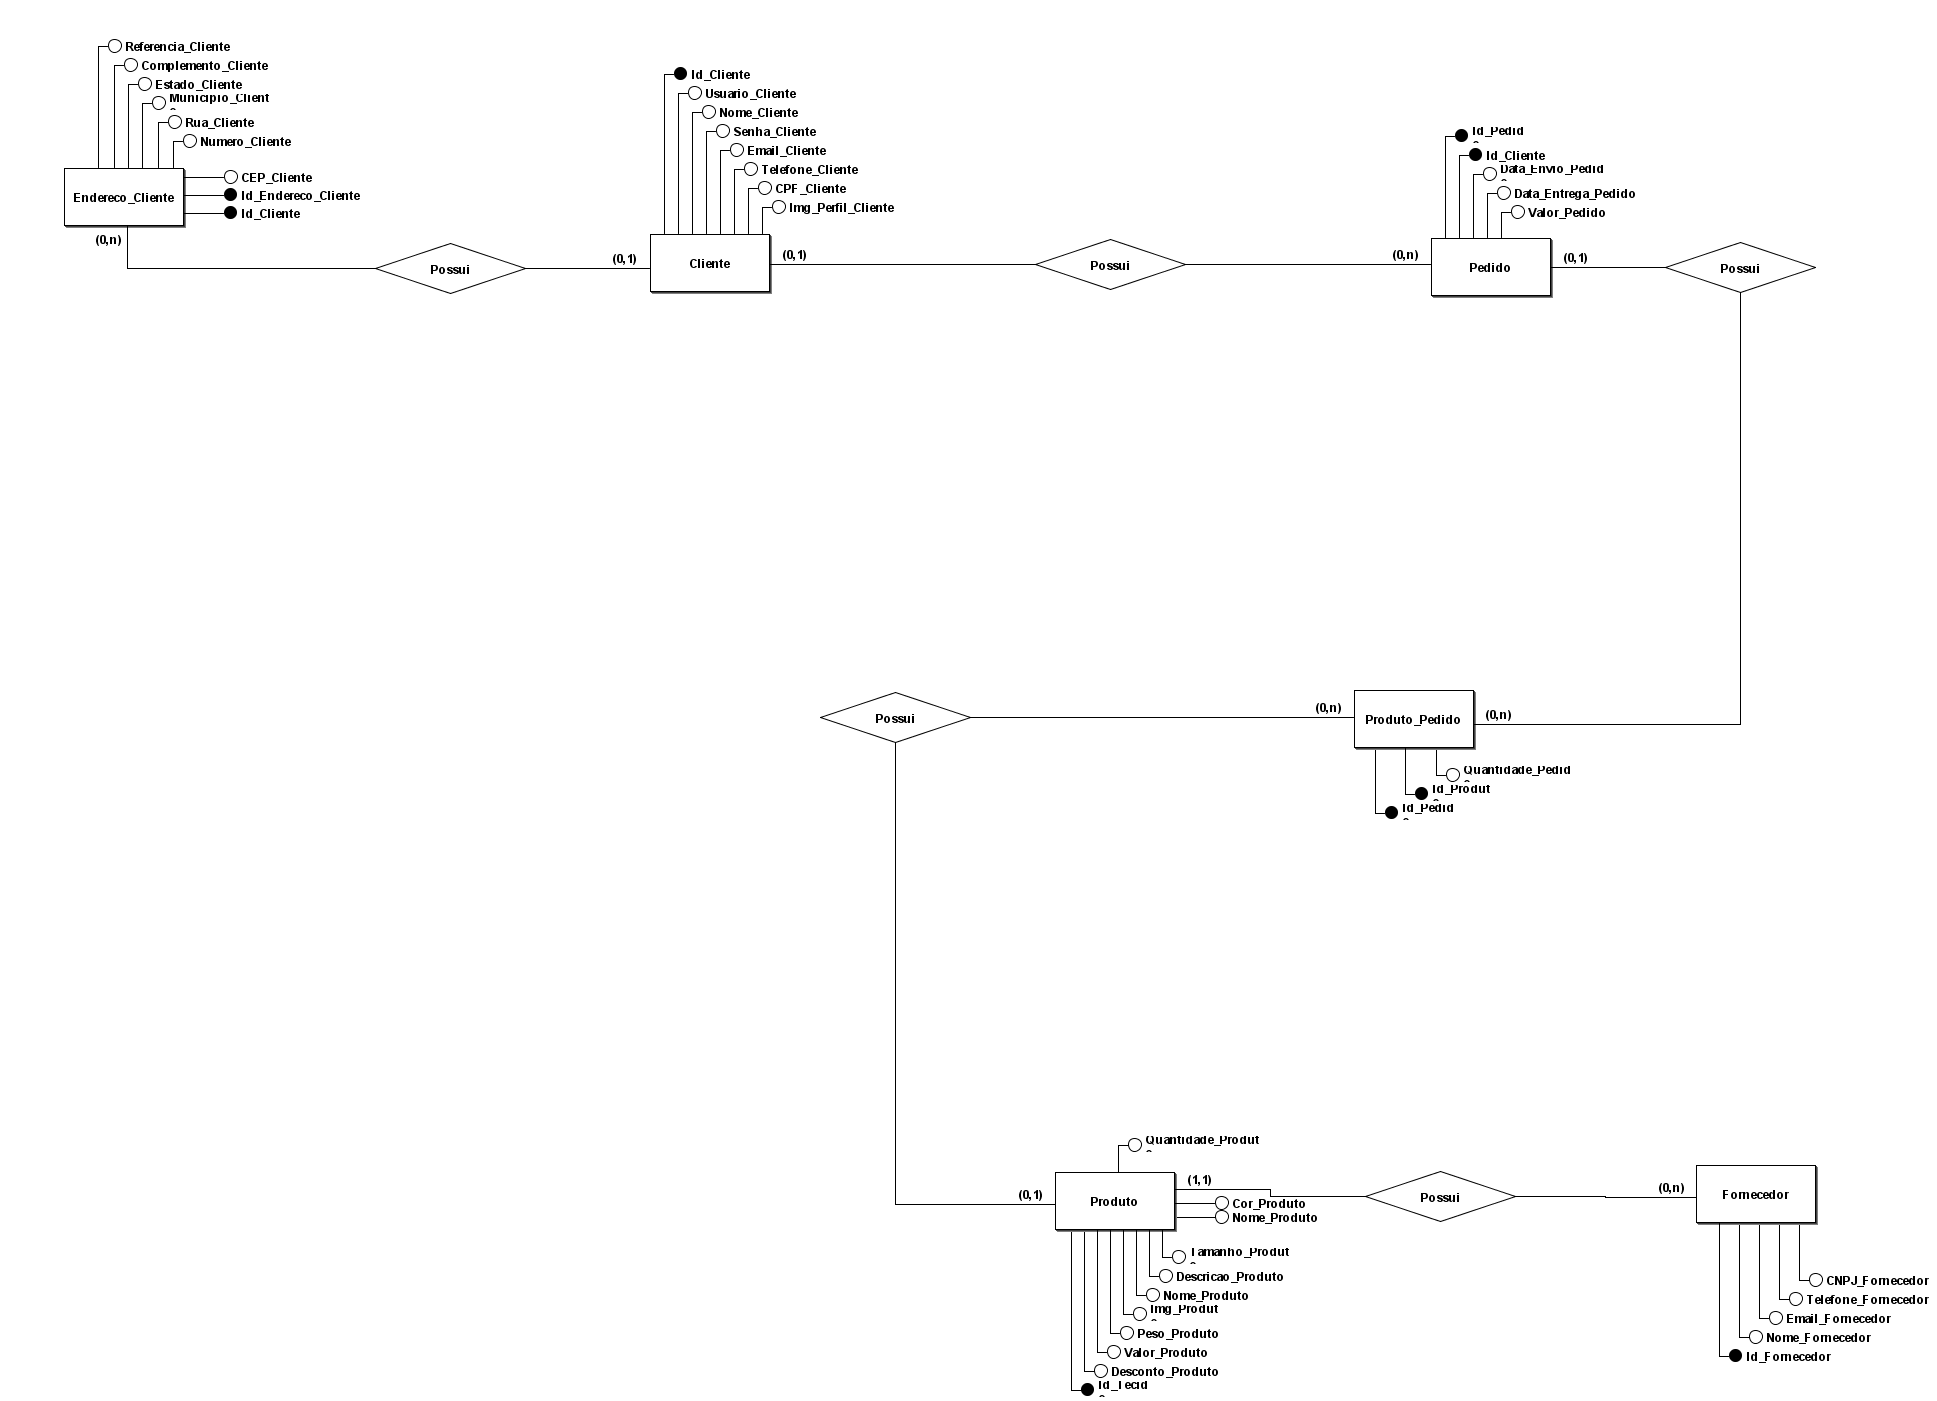 Referencia_Cliente
Complemento_Cliente
Estado_Cliente
Municipio_Client
Rua_Cliente
Numero_Cliente
CEP_Cliente
Id_Endereco_Cliente
Id_Cliente
Endereco_Cliente
(0,n)
Possui
(0,1)
Id_Cliente
Usuario_Cliente
Nome_Cliente
Senha_Cliente
Email_Cliente
Telefone_Cliente
CPF_Cliente
Img_Perfil_Cliente
Cliente
(0,1)
Possui
(0,n)
Id_Pedid
Id_Cliente
Data_Envio_Pedid
Data_Entrega_Pedido
Valor_Pedido
Pedido
(0,1)
Possui
Possui
(0,n)
Produto_Pedido
(0,n)
Quantidade_Pedid
Id_Produt
Id_Pedid
Quantidade_Produt
(0,1)
Produto
(1,1)
Cor_Produto
Nome_Produto
Tamanho_Produt
Descricao_Produto
Nome_Produto
Img_Produt
Peso_Produto
Valor_Produto
Desconto_Produto
Id_Tecid
Possui
(0,n)
Fornecedor
CNPJ_Fornecedor
Telefone_Fornecedor
Email_Fornecedor
Nome_Fornecedor
Id_Fornecedor